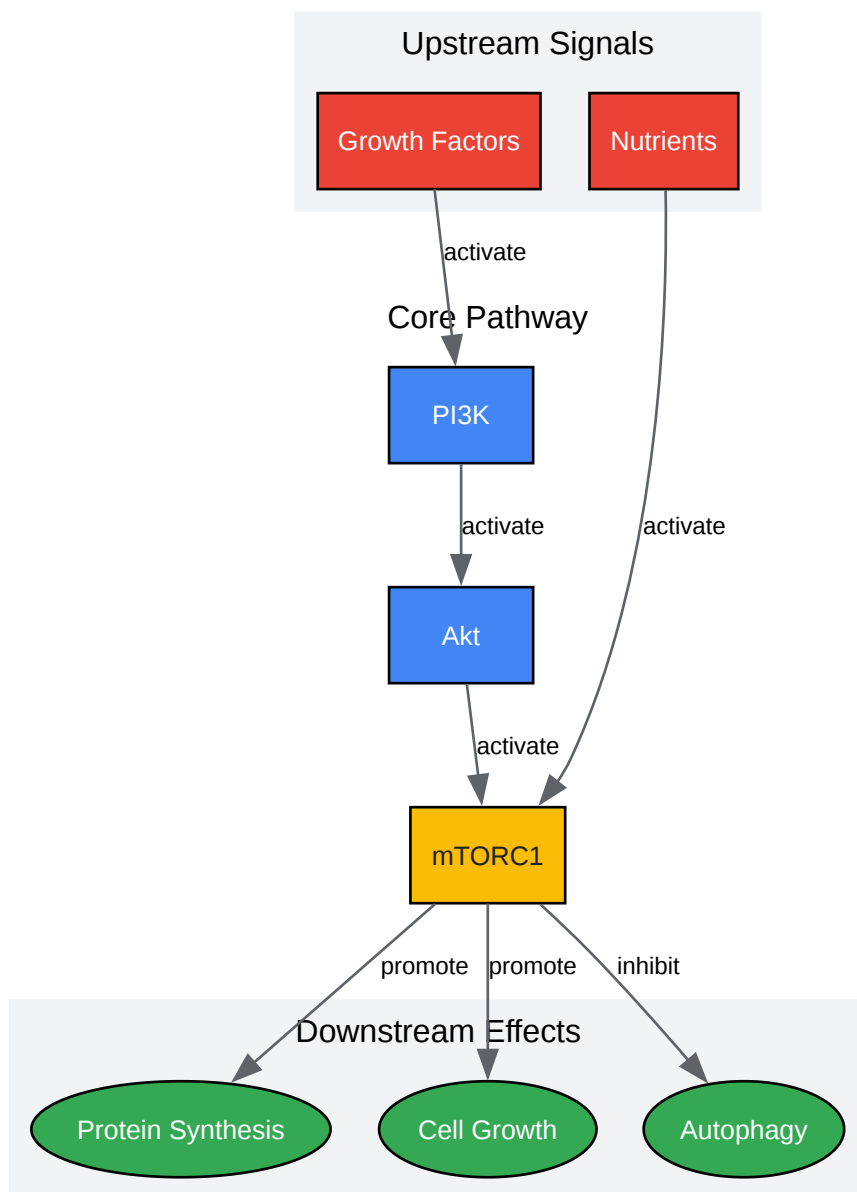 Upstream Signals
Growth Factors
Nutrients
activate
Core Pathway
PI3K
activate
activate
Akt
activate
mTORC1
promote
promote
inhibit
Downstream Effects
Protein Synthesis
Cell Growth
Autophagy